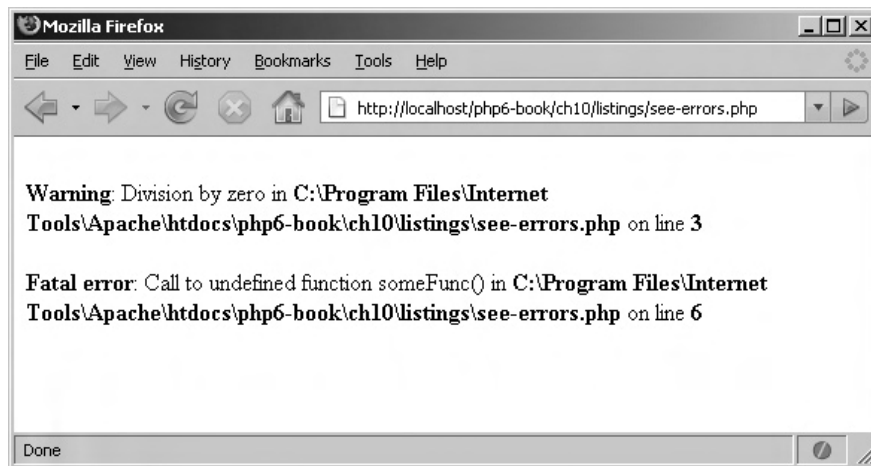 Mozilla Firefox
File Edit View History Bookmarks Tools Help
http://localhost/php6-book/ch10/listings/see-errors.php
Warning: Division by zero in C:\Program Files\Internet
Tools\Apache\htdocs\php6-book\ch10\listings\see-errors.php on line 3
Fatal error: Call to undefined function someFunc() in C:\Program Files\Internet
Tools\Apache\htdocs\php6-book\ch10\listings\see-errors.php on line 6
Done